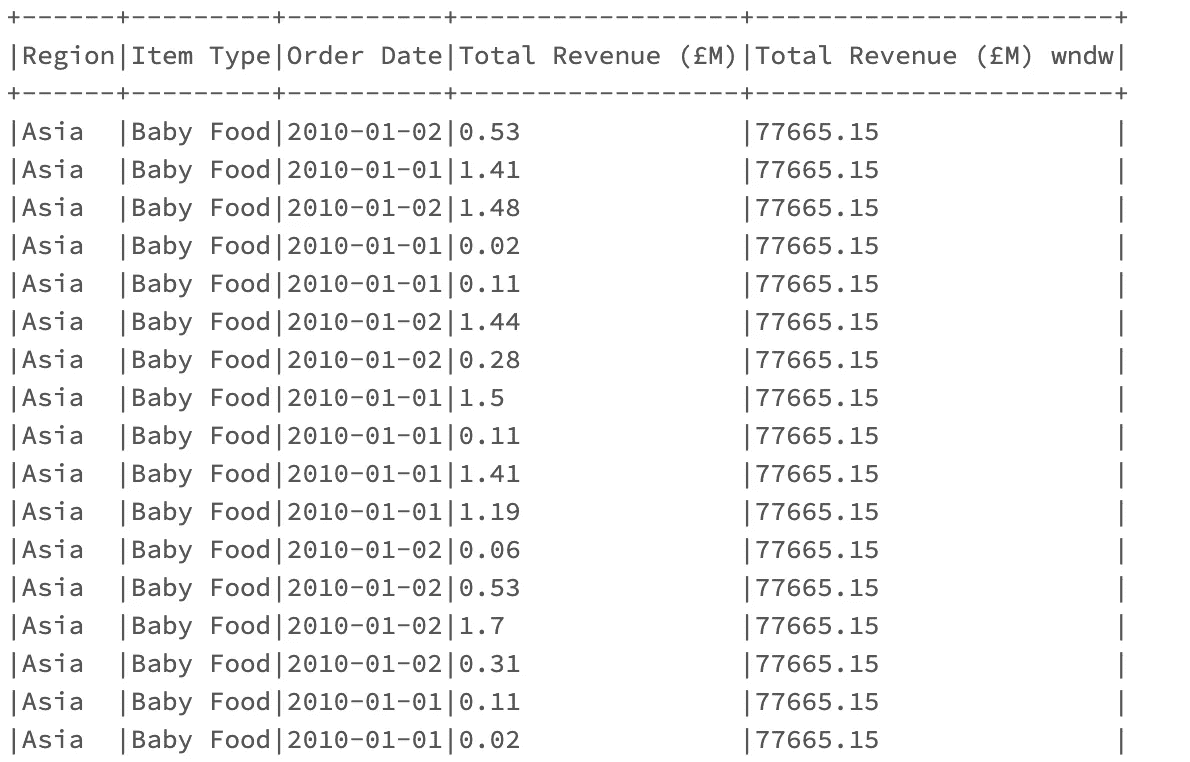 +------+---------+----------+------------------+-----------------------+
|Region|Item Type|Order Date|Total Revenue (£M)|Total Revenue (£M) wndw|
+------+---------+----------+------------------+-----------------------+
|Asia  |Baby Food|2010-01-02|0.53              |77665.15               |
|Asia  |Baby Food|2010-01-01|1.41              |77665.15               |
|Asia  |Baby Food|2010-01-02|1.48              |77665.15               |
|Asia  |Baby Food|2010-01-01|0.02              |77665.15               |
|Asia  |Baby Food|2010-01-01|0.11              |77665.15               |
|Asia  |Baby Food|2010-01-02|1.44              |77665.15               |
|Asia  |Baby Food|2010-01-02|0.28              |77665.15               |
|Asia  |Baby Food|2010-01-01|1.5               |77665.15               |
|Asia  |Baby Food|2010-01-01|0.11              |77665.15               |
|Asia  |Baby Food|2010-01-01|1.41              |77665.15               |
|Asia  |Baby Food|2010-01-01|1.19              |77665.15               |
|Asia  |Baby Food|2010-01-02|0.06              |77665.15               |
|Asia  |Baby Food|2010-01-02|0.53              |77665.15               |
|Asia  |Baby Food|2010-01-02|1.7               |77665.15               |
|Asia  |Baby Food|2010-01-02|0.31              |77665.15               |
|Asia  |Baby Food|2010-01-01|0.11              |77665.15               |
|Asia  |Baby Food|2010-01-01|0.02              |77665.15               |